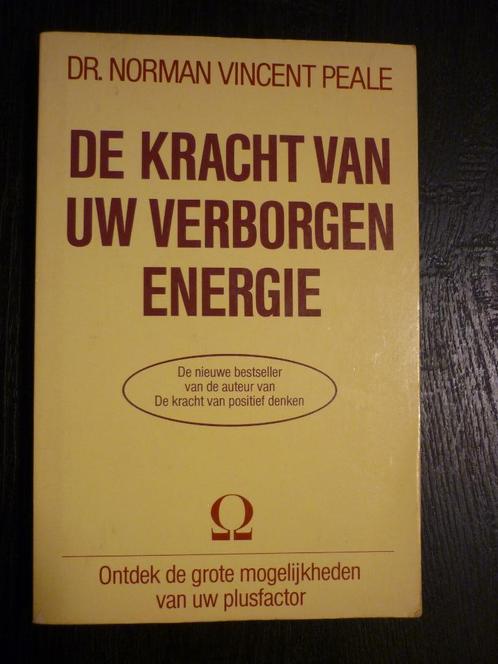 DR. NORMAN VINCENT PEALE
DE KRACHT VAN
UW VERBORGEN
ENERGIE
De nieuwe bestseller
van de auteur van
De kracht van positief denken
Ω
Ontdek de grote mogelijkheden
van uw plusfactor